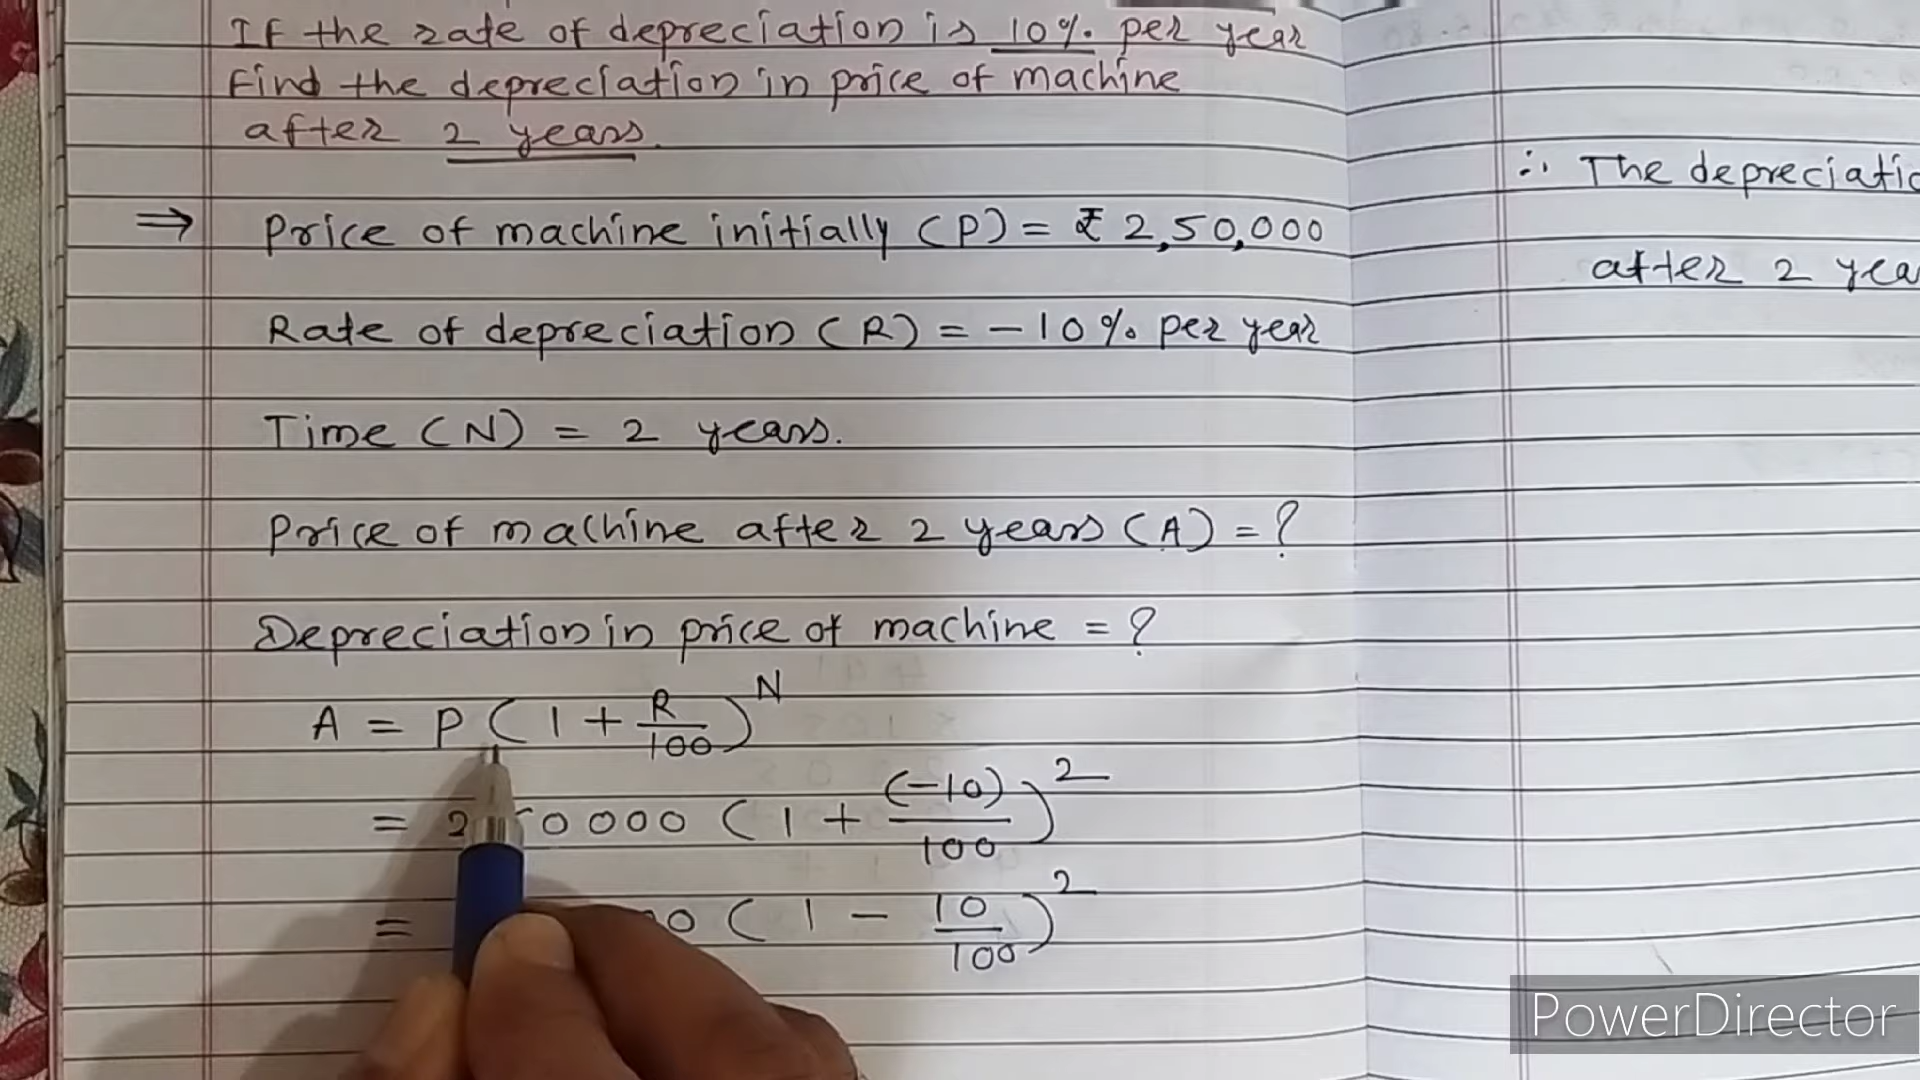 If the rate of depreciation is 10% per year
Find the depreciation in price of machine
after 2 years.
⇒ Price of machine initially (P) = ₹ 2,50,000
Rate of depreciation (R) = -10% per year
Time (N) = 2 years.
Price of machine after 2 years (A) = ?
Depreciation in price of machine = ?
A = P (1 + R/100)^N
= 2 0000 (1 + (-10)/100)^2
= 0 (1 - 10/100)^2
∴ The depreciatio
after 2 yea
PowerDirector